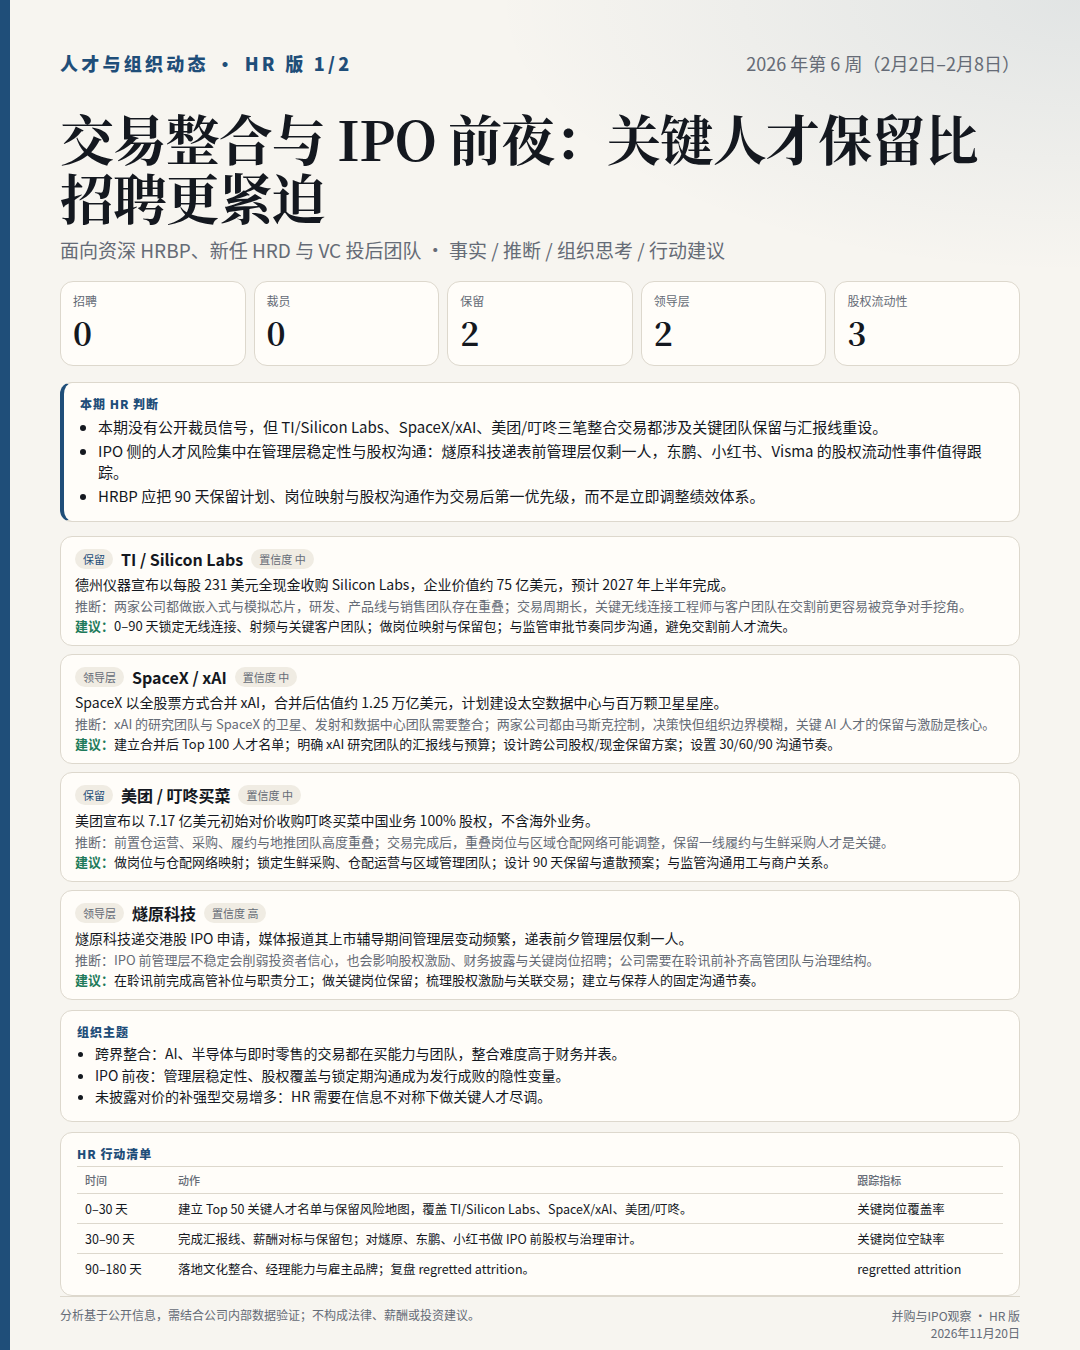 人才与组织动态 · HR 版 1/2
2026 年第 6 周（2月2日–2月8日）
交易整合与 IPO 前夜：关键人才保留比
招聘更紧迫
面向资深 HRBP、新任 HRD 与 VC 投后团队 · 事实 / 推断 / 组织思考 / 行动建议
招聘
0
裁员
0
保留
2
领导层
2
股权流动性
3
本期 HR 判断
• 本期没有公开裁员信号，但 TI/Silicon Labs、SpaceX/xAI、美团/叮咚三笔整合交易都涉及关键团队保留与汇报线重设。
• IPO 侧的人才风险集中在管理层稳定性与股权沟通：燧原科技递表前管理层仅剩一人，东鹏、小红书、Visma 的股权流动性事件值得跟
踪。
• HRBP 应把 90 天保留计划、岗位映射与股权沟通作为交易后第一优先级，而不是立即调整绩效体系。
保留 TI / Silicon Labs 置信度 中
德州仪器宣布以每股 231 美元全现金收购 Silicon Labs，企业价值约 75 亿美元，预计 2027 年上半年完成。
推断：两家公司都做嵌入式与模拟芯片，研发、产品线与销售团队存在重叠；交易周期长，关键无线连接工程师与客户团队在交割前更容易被竞争对手挖角。
建议：0–90 天锁定无线连接、射频与关键客户团队；做岗位映射与保留包；与监管审批节奏同步沟通，避免交割前人才流失。
领导层 SpaceX / xAI 置信度 中
SpaceX 以全股票方式合并 xAI，合并后估值约 1.25 万亿美元，计划建设太空数据中心与百万颗卫星星座。
推断：xAI 的研究团队与 SpaceX 的卫星、发射和数据中心团队需要整合；两家公司都由马斯克控制，决策快但组织边界模糊，关键 AI 人才的保留与激励是核心。
建议：建立合并后 Top 100 人才名单；明确 xAI 研究团队的汇报线与预算；设计跨公司股权/现金保留方案；设置 30/60/90 沟通节奏。
保留 美团 / 叮咚买菜 置信度 中
美团宣布以 7.17 亿美元初始对价收购叮咚买菜中国业务 100% 股权，不含海外业务。
推断：前置仓运营、采购、履约与地推团队高度重叠；交易完成后，重叠岗位与区域仓配网络可能调整，保留一线履约与生鲜采购人才是关键。
建议：做岗位与仓配网络映射；锁定生鲜采购、仓配运营与区域管理团队；设计 90 天保留与遣散预案；与监管沟通用工与商户关系。
领导层 燧原科技 置信度 高
燧原科技递交港股 IPO 申请，媒体报道其上市辅导期间管理层变动频繁，递表前夕管理层仅剩一人。
推断：IPO 前管理层不稳定会削弱投资者信心，也会影响股权激励、财务披露与关键岗位招聘；公司需要在聆讯前补齐高管团队与治理结构。
建议：在聆讯前完成高管补位与职责分工；做关键岗位保留；梳理股权激励与关联交易；建立与保荐人的固定沟通节奏。
组织主题
• 跨界整合：AI、半导体与即时零售的交易都在买能力与团队，整合难度高于财务并表。
• IPO 前夜：管理层稳定性、股权覆盖与锁定期沟通成为发行成败的隐性变量。
• 未披露对价的补强型交易增多：HR 需要在信息不对称下做关键人才尽调。
HR 行动清单
时间 动作 跟踪指标
0–30 天 建立 Top 50 关键人才名单与保留风险地图，覆盖 TI/Silicon Labs、SpaceX/xAI、美团/叮咚。 关键岗位覆盖率
30–90 天 完成汇报线、薪酬对标与保留包；对燧原、东鹏、小红书做 IPO 前股权与治理审计。 关键岗位空缺率
90–180 天 落地文化整合、经理能力与雇主品牌；复盘 regretted attrition。 regretted attrition
分析基于公开信息，需结合公司内部数据验证；不构成法律、薪酬或投资建议。
并购与IPO观察 · HR 版
2026年11月20日